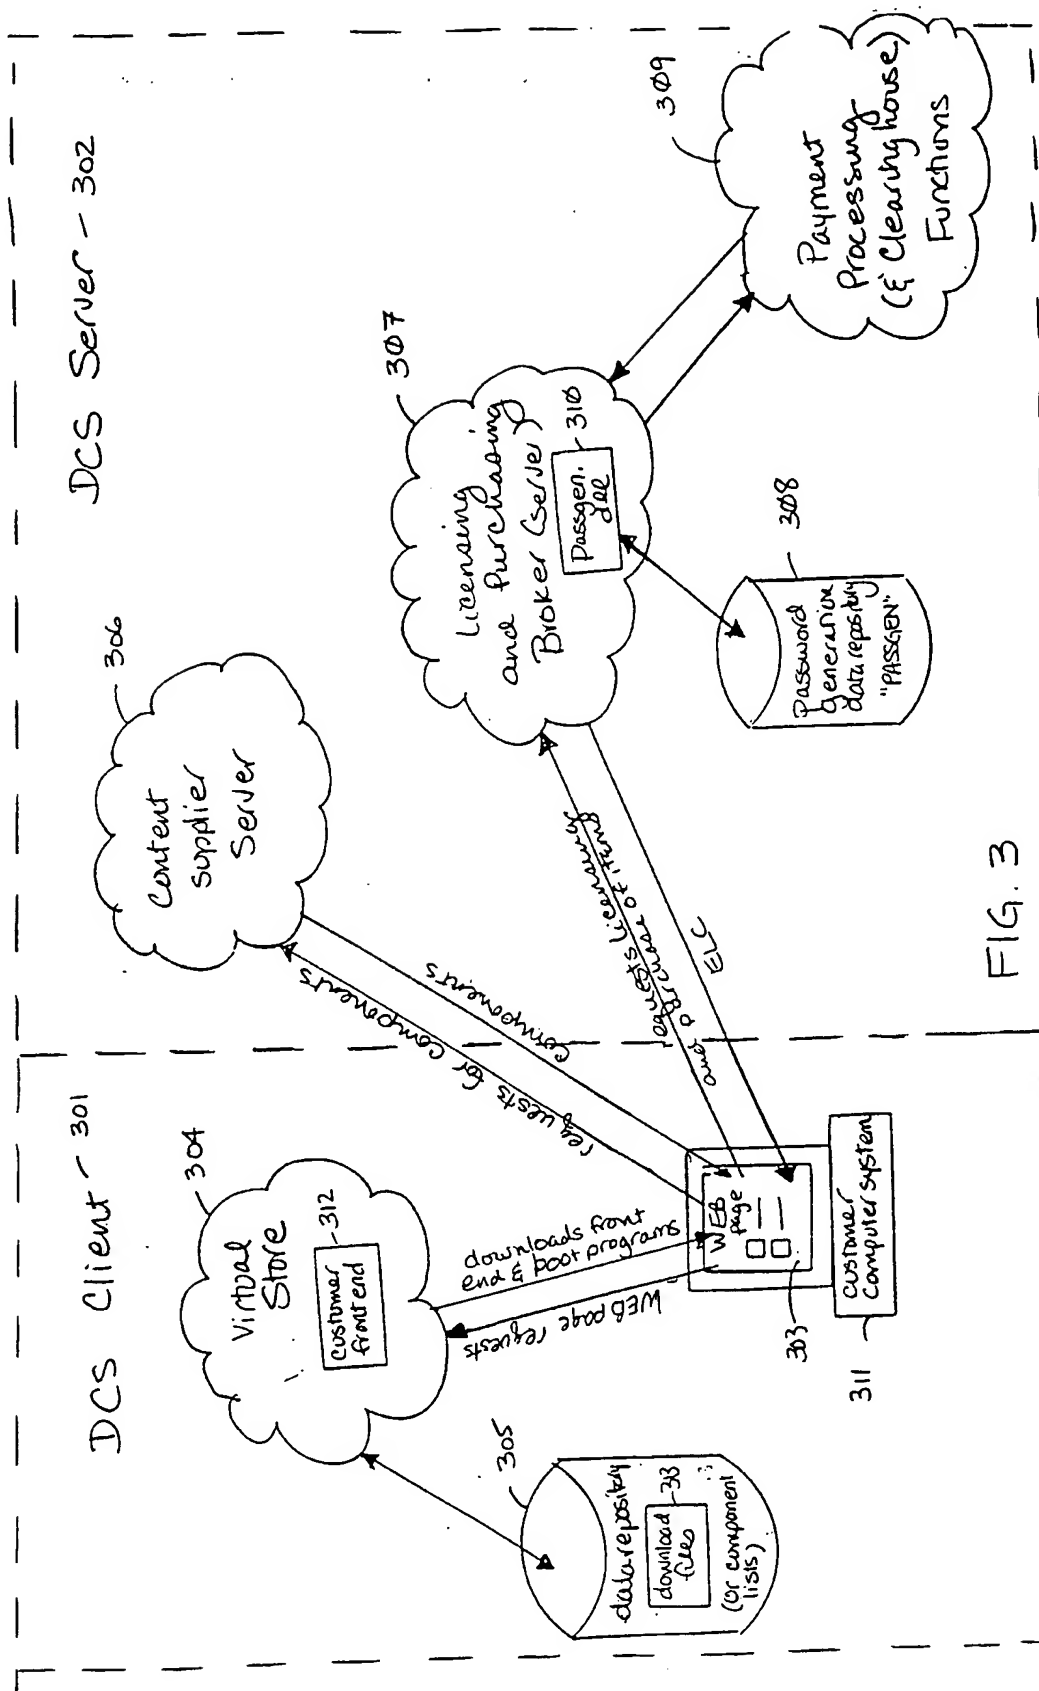 DCS Client - 301
DCS Server - 302
304
Virtual
Store
312
customer
frontend
305
data repository
313
download
files
(or component
lists)
downloads front
end & boot programs
WEB page requests
WEB
page
303
customer
computer system
311
requests for components
components
306
Content
supplier
Server
requests licensing
and purchase of items
ELC
307
Licensing
and Purchasing
Broker (server)
Passgen.
dll
310
308
Password
generation
data repository
"PASSGEN"
309
Payment
Processing
(& Clearinghouse)
Functions
FIG. 3